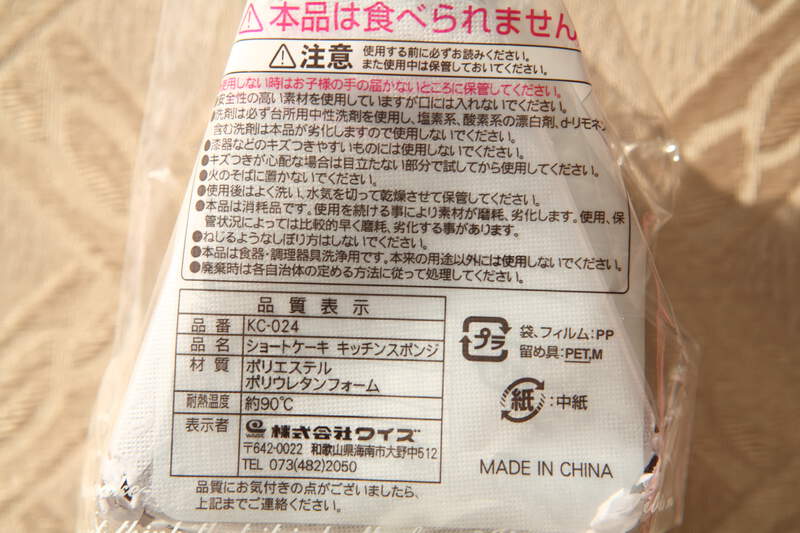 ⚠本品は食べられません
⚠注意 使用する前に必ずお読みください。
また使用中は保管しておいてください。
使用しない時はお子様の手の届かないところに保管してください。
安全性の高い素材を使用していますが口には入れないでください。
●洗剤は必ず台所用中性洗剤を使用し、塩素系、酸素系の漂白剤、d-リモネン
含む洗剤は本品が劣化しますので使用しないでください。
●漆器などのキズつきやすいものには使用しないでください。
●キズつきが心配な場合は目立たない部分で試してから使用してください。
●火のそばに置かないでください。
●使用後はよく洗い、水気を切って乾燥させて保管してください。
●本品は消耗品です。使用を続ける事により素材が磨耗、劣化します。使用、保
管状況によっては比較的早く磨耗、劣化する事があります。
●ねじるようなしぼり方はしないでください。
●本品は食器・調理器具洗浄用です。本来の用途以外には使用しないでください。
●廃棄時は各自治体の定める方法に従って処理してください。
品質表示
品番 KC-024
品名 ショートケーキ キッチンスポンジ
材質 ポリエステル
ポリウレタンフォーム
耐熱温度 約90℃
表示者 株式会社ワイズ
〒642-0022 和歌山県海南市大野中512
TEL 073(482)2050
品質にお気付きの点がございましたら、
上記までご連絡ください。
プラ 袋、フィルム:PP
留め具:PET,M
紙:中紙
MADE IN CHINA